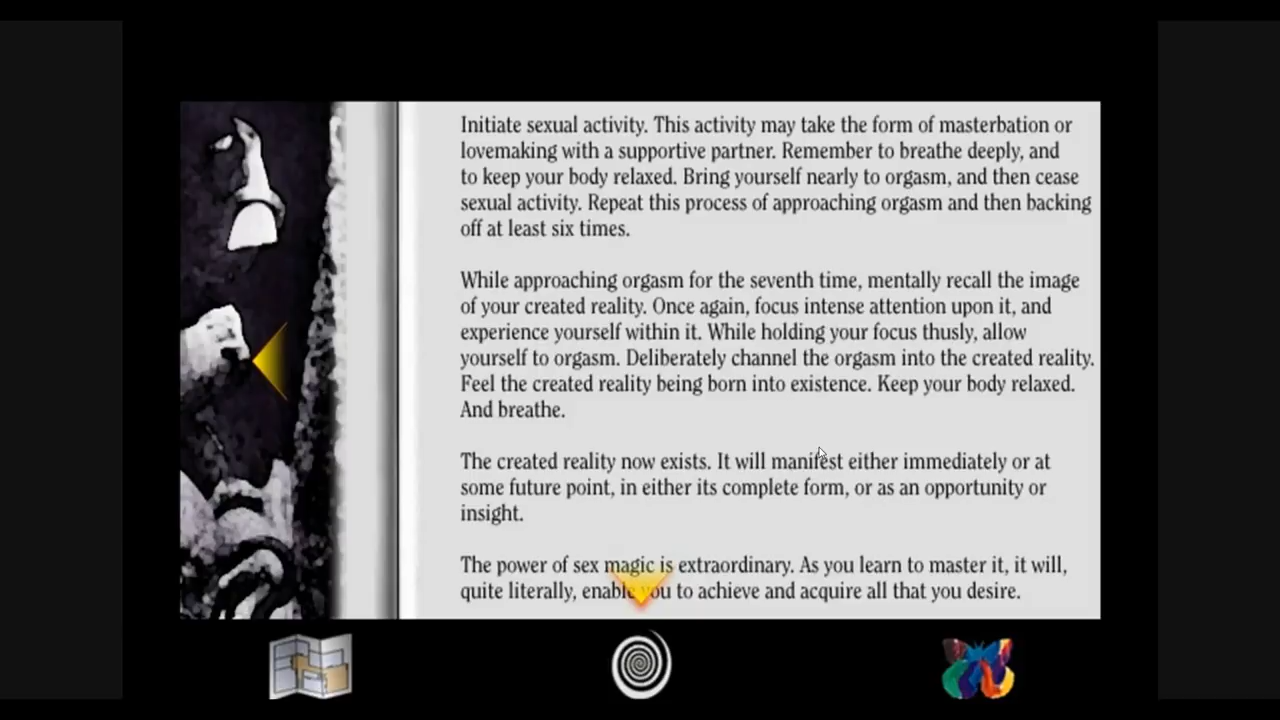 Initiate sexual activity. This activity may take the form of masterbation or
lovemaking with a supportive partner. Remember to breathe deeply, and
to keep your body relaxed. Bring yourself nearly to orgasm, and then cease
sexual activity. Repeat this process of approaching orgasm and then backing
off at least six times.
While approaching orgasm for the seventh time, mentally recall the image
of your created reality. Once again, focus intense attention upon it, and
experience yourself within it. While holding your focus thusly, allow
yourself to orgasm. Deliberately channel the orgasm into the created reality.
Feel the created reality being born into existence. Keep your body relaxed.
And breathe.
The created reality now exists. It will manifest either immediately or at
some future point, in either its complete form, or as an opportunity or
insight.
The power of sex magic is extraordinary. As you learn to master it, it will,
quite literally, enable you to achieve and acquire all that you desire.